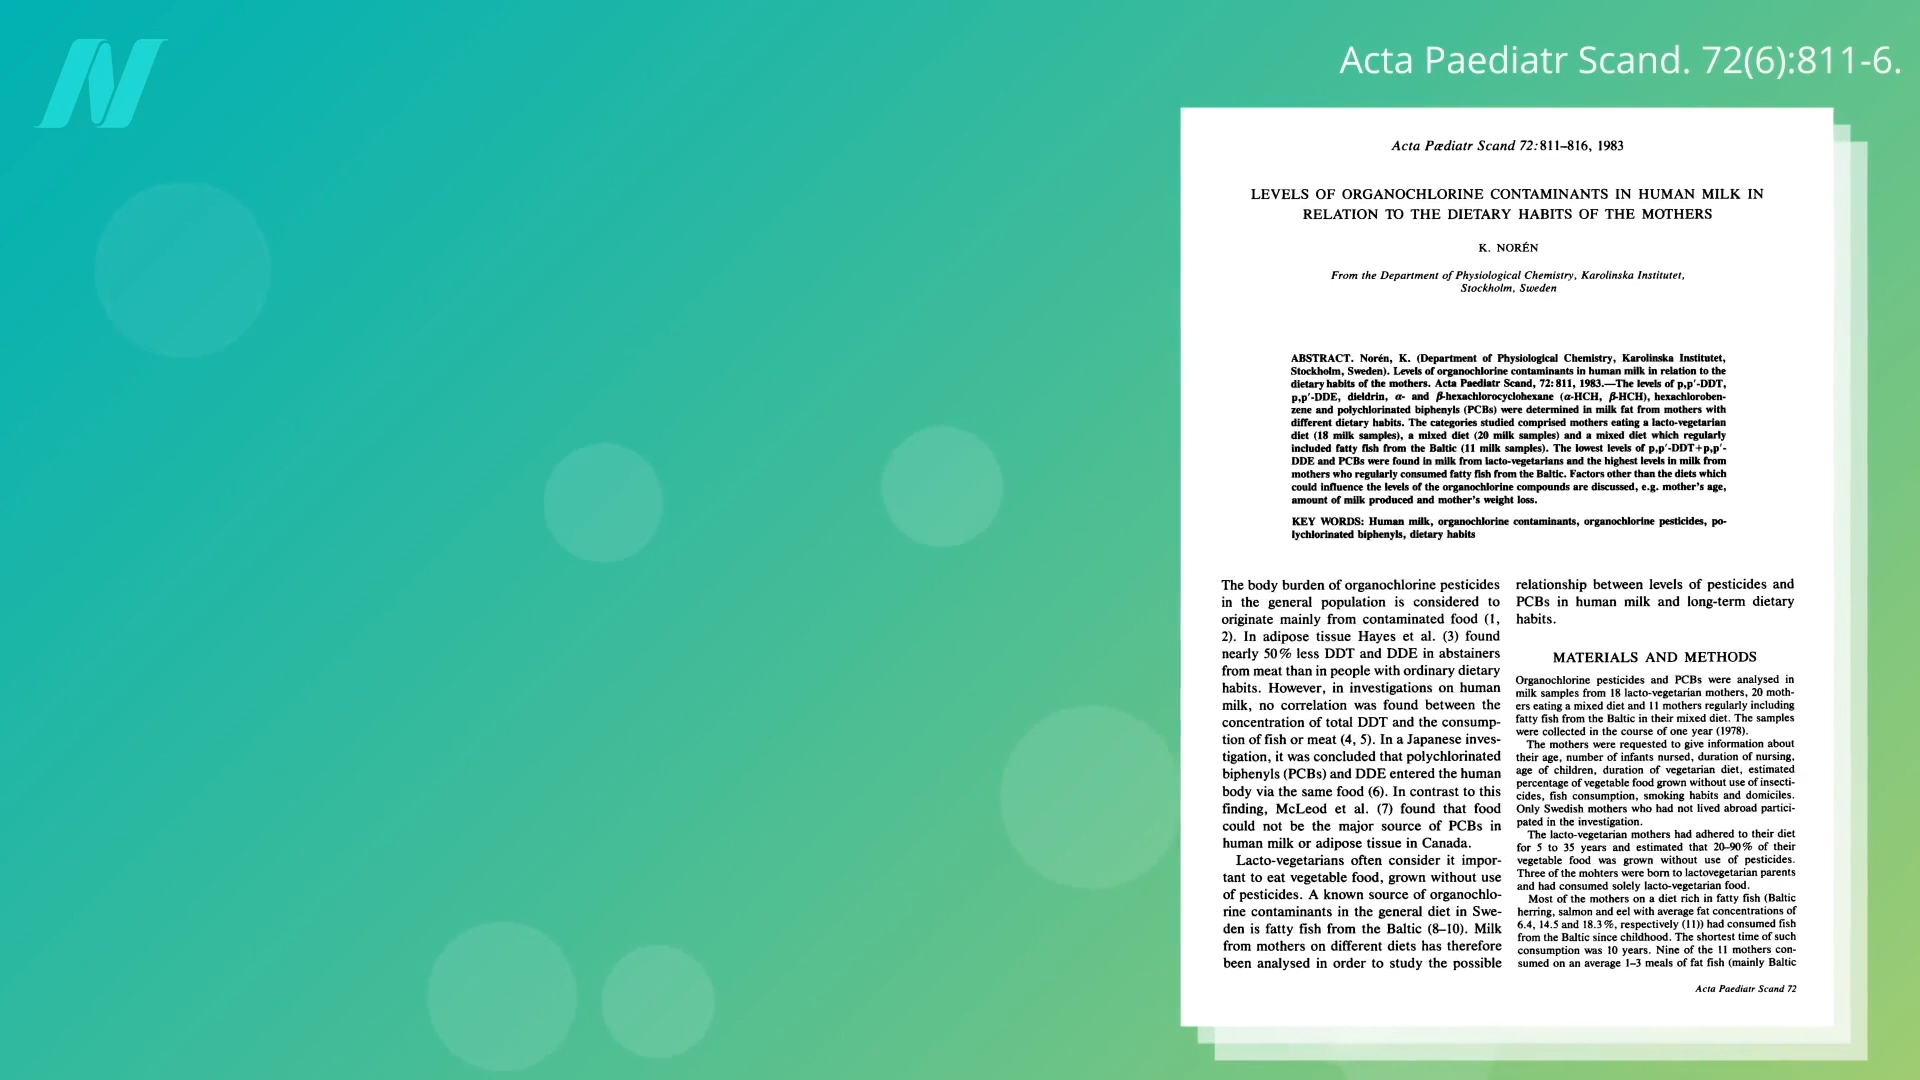 Acta Paediatr Scand. 72(6):811-6.
Acta Pædiatr Scand 72:811–816, 1983
LEVELS OF ORGANOCHLORINE CONTAMINANTS IN HUMAN MILK IN
RELATION TO THE DIETARY HABITS OF THE MOTHERS
K. NORÉN
From the Department of Physiological Chemistry, Karolinska Institutet,
Stockholm, Sweden
ABSTRACT. Norén, K. (Department of Physiological Chemistry, Karolinska Institutet,
Stockholm, Sweden). Levels of organochlorine contaminants in human milk in relation to the
dietary habits of the mothers. Acta Paediatr Scand, 72: 811, 1983.—The levels of p,p′-DDT,
p,p′-DDE, dieldrin, α- and β-hexachlorocyclohexane (α-HCH, β-HCH), hexachloroben-
zene and polychlorinated biphenyls (PCBs) were determined in milk fat from mothers with
different dietary habits. The categories studied comprised mothers eating a lacto-vegetarian
diet (18 milk samples), a mixed diet (20 milk samples) and a mixed diet which regularly
included fatty fish from the Baltic (11 milk samples). The lowest levels of p,p′-DDT+p,p′-
DDE and PCBs were found in milk from lacto-vegetarians and the highest levels in milk from
mothers who regularly consumed fatty fish from the Baltic. Factors other than the diets which
could influence the levels of the organochlorine compounds are discussed, e.g. mother's age,
amount of milk produced and mother's weight loss.
KEY WORDS: Human milk, organochlorine contaminants, organochlorine pesticides, po-
lychlorinated biphenyls, dietary habits
The body burden of organochlorine pesticides
in the general population is considered to
originate mainly from contaminated food (1,
2). In adipose tissue Hayes et al. (3) found
nearly 50% less DDT and DDE in abstainers
from meat than in people with ordinary dietary
habits. However, in investigations on human
milk, no correlation was found between the
concentration of total DDT and the consump-
tion of fish or meat (4, 5). In a Japanese inves-
tigation, it was concluded that polychlorinated
biphenyls (PCBs) and DDE entered the human
body via the same food (6). In contrast to this
finding, McLeod et al. (7) found that food
could not be the major source of PCBs in
human milk or adipose tissue in Canada.
Lacto-vegetarians often consider it impor-
tant to eat vegetable food, grown without use
of pesticides. A known source of organochlo-
rine contaminants in the general diet in Swe-
den is fatty fish from the Baltic (8–10). Milk
from mothers on different diets has therefore
been analysed in order to study the possible
relationship between levels of pesticides and
PCBs in human milk and long-term dietary
habits.
MATERIALS AND METHODS
Organochlorine pesticides and PCBs were analysed in
milk samples from 18 lacto-vegetarian mothers, 20 moth-
ers eating a mixed diet and 11 mothers regularly including
fatty fish from the Baltic in their mixed diet. The samples
were collected in the course of one year (1978).
The mothers were requested to give information about
their age, number of infants nursed, duration of nursing,
age of children, duration of vegetarian diet, estimated
percentage of vegetable food grown without use of insecti-
cides, fish consumption, smoking habits and domiciles.
Only Swedish mothers who had not lived abroad partici-
pated in the investigation.
The lacto-vegetarian mothers had adhered to their diet
for 5 to 35 years and estimated that 20–90% of their
vegetable food was grown without use of pesticides.
Three of the mohters were born to lactovegetarian parents
and had consumed solely lacto-vegetarian food.
Most of the mothers on a diet rich in fatty fish (Baltic
herring, salmon and eel with average fat concentrations of
6.4, 14.5 and 18.3%, respectively (11)) had consumed fish
from the Baltic since childhood. The shortest time of such
consumption was 10 years. Nine of the 11 mothers con-
sumed on an average 1–3 meals of fat fish (mainly Baltic
Acta Paediatr Scand 72